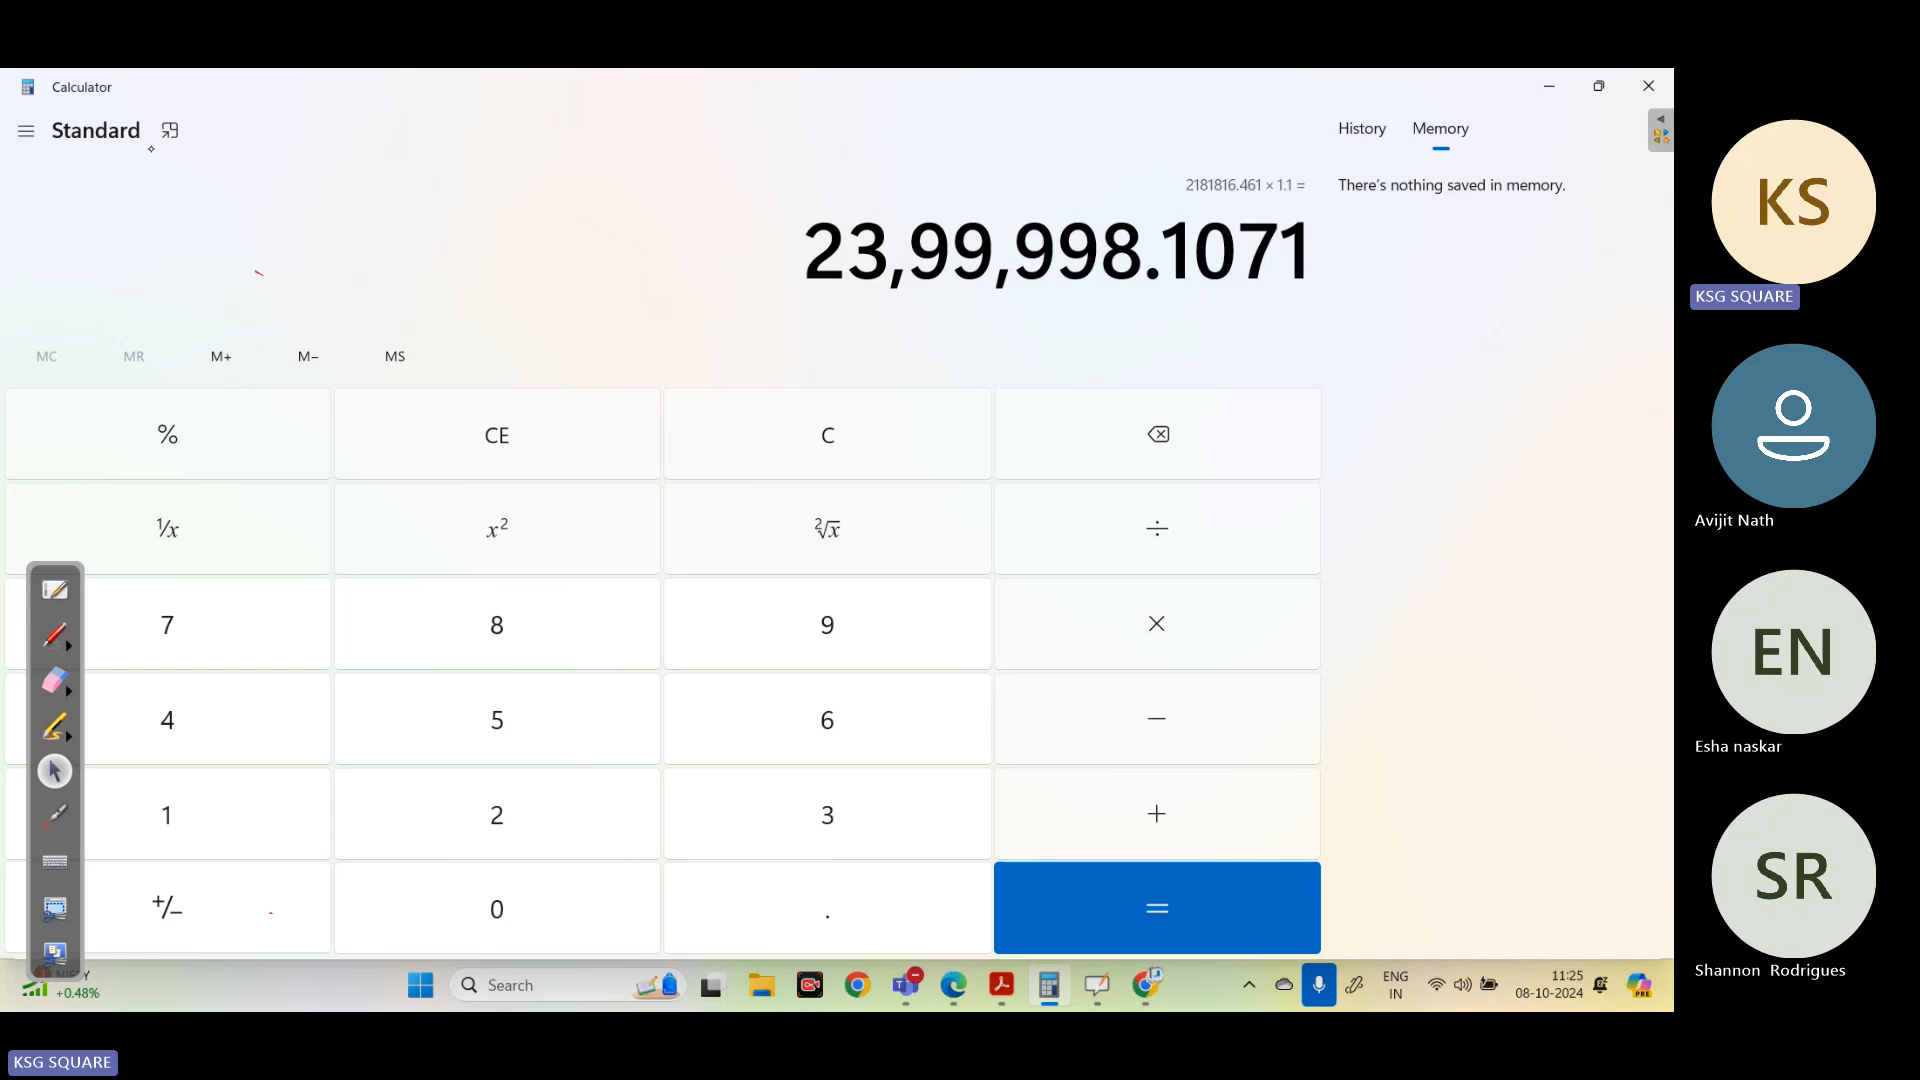 Calculator
Standard
History Memory
2181816.461 × 1.1 =
There's nothing saved in memory.
23,99,998.1071
MC MR M+ M− MS
% CE C
¹⁄x x² ²√x ÷
7 8 9 ×
4 5 6 −
1 2 3 +
+/− 0 . =
NIFTY
+0.48%
Search
ENG
IN
11:25
08-10-2024
PRE
KS
KSG SQUARE
Avijit Nath
EN
Esha naskar
SR
Shannon Rodrigues
KSG SQUARE